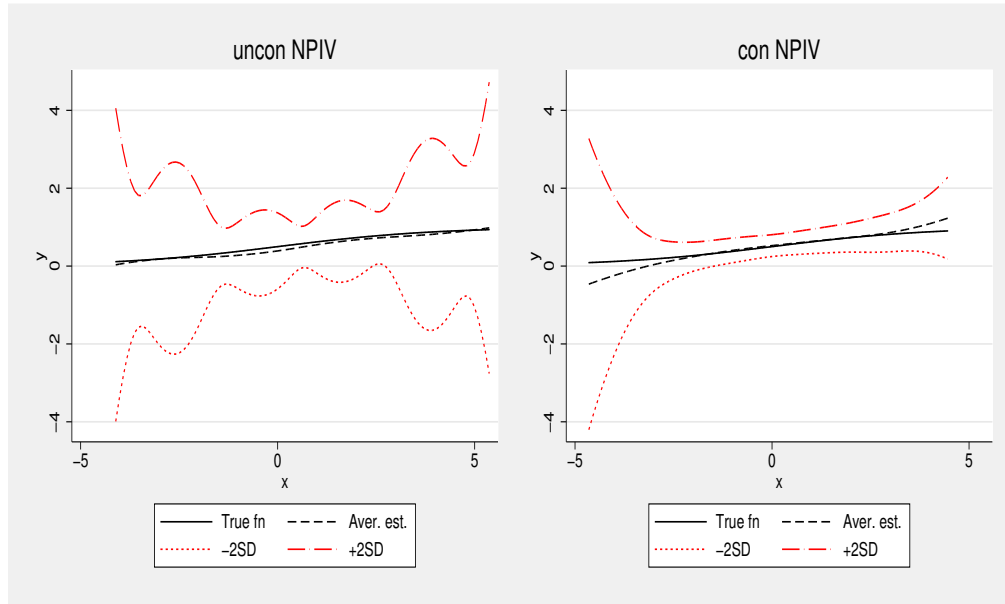 uncon NPIV
4
2
0
−2
−4
y
−5 0 5
x
True fn Aver. est.
−2SD +2SD
con NPIV
4
2
0
−2
−4
y
−5 0 5
x
True fn Aver. est.
−2SD +2SD